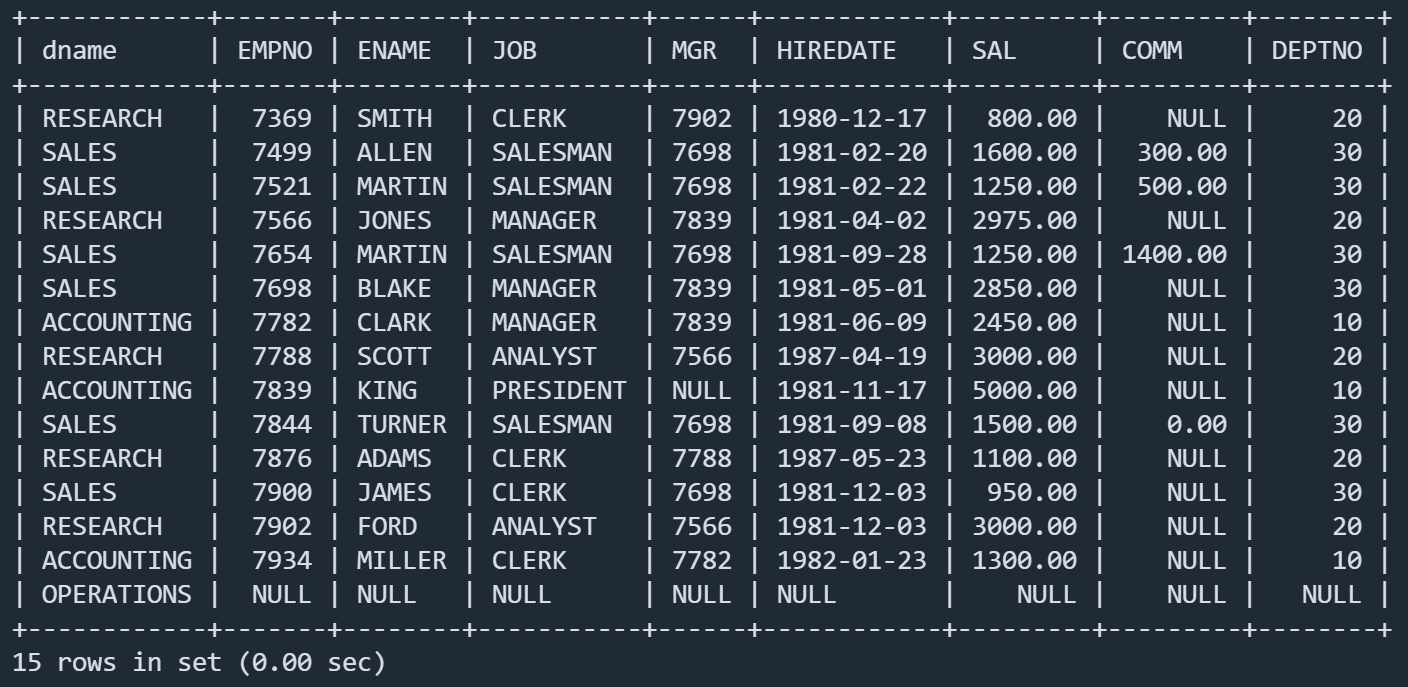 +------------+-------+--------+-----------+------+------------+---------+---------+--------+
| dname      | EMPNO | ENAME  | JOB       | MGR  | HIREDATE   | SAL     | COMM    | DEPTNO |
+------------+-------+--------+-----------+------+------------+---------+---------+--------+
| RESEARCH   |  7369 | SMITH  | CLERK     | 7902 | 1980-12-17 |  800.00 |    NULL |     20 |
| SALES      |  7499 | ALLEN  | SALESMAN  | 7698 | 1981-02-20 | 1600.00 |  300.00 |     30 |
| SALES      |  7521 | MARTIN | SALESMAN  | 7698 | 1981-02-22 | 1250.00 |  500.00 |     30 |
| RESEARCH   |  7566 | JONES  | MANAGER   | 7839 | 1981-04-02 | 2975.00 |    NULL |     20 |
| SALES      |  7654 | MARTIN | SALESMAN  | 7698 | 1981-09-28 | 1250.00 | 1400.00 |     30 |
| SALES      |  7698 | BLAKE  | MANAGER   | 7839 | 1981-05-01 | 2850.00 |    NULL |     30 |
| ACCOUNTING |  7782 | CLARK  | MANAGER   | 7839 | 1981-06-09 | 2450.00 |    NULL |     10 |
| RESEARCH   |  7788 | SCOTT  | ANALYST   | 7566 | 1987-04-19 | 3000.00 |    NULL |     20 |
| ACCOUNTING |  7839 | KING   | PRESIDENT | NULL | 1981-11-17 | 5000.00 |    NULL |     10 |
| SALES      |  7844 | TURNER | SALESMAN  | 7698 | 1981-09-08 | 1500.00 |    0.00 |     30 |
| RESEARCH   |  7876 | ADAMS  | CLERK     | 7788 | 1987-05-23 | 1100.00 |    NULL |     20 |
| SALES      |  7900 | JAMES  | CLERK     | 7698 | 1981-12-03 |  950.00 |    NULL |     30 |
| RESEARCH   |  7902 | FORD   | ANALYST   | 7566 | 1981-12-03 | 3000.00 |    NULL |     20 |
| ACCOUNTING |  7934 | MILLER | CLERK     | 7782 | 1982-01-23 | 1300.00 |    NULL |     10 |
| OPERATIONS |  NULL | NULL   | NULL      | NULL | NULL       |    NULL |    NULL |   NULL |
+------------+-------+--------+-----------+------+------------+---------+---------+--------+
15 rows in set (0.00 sec)